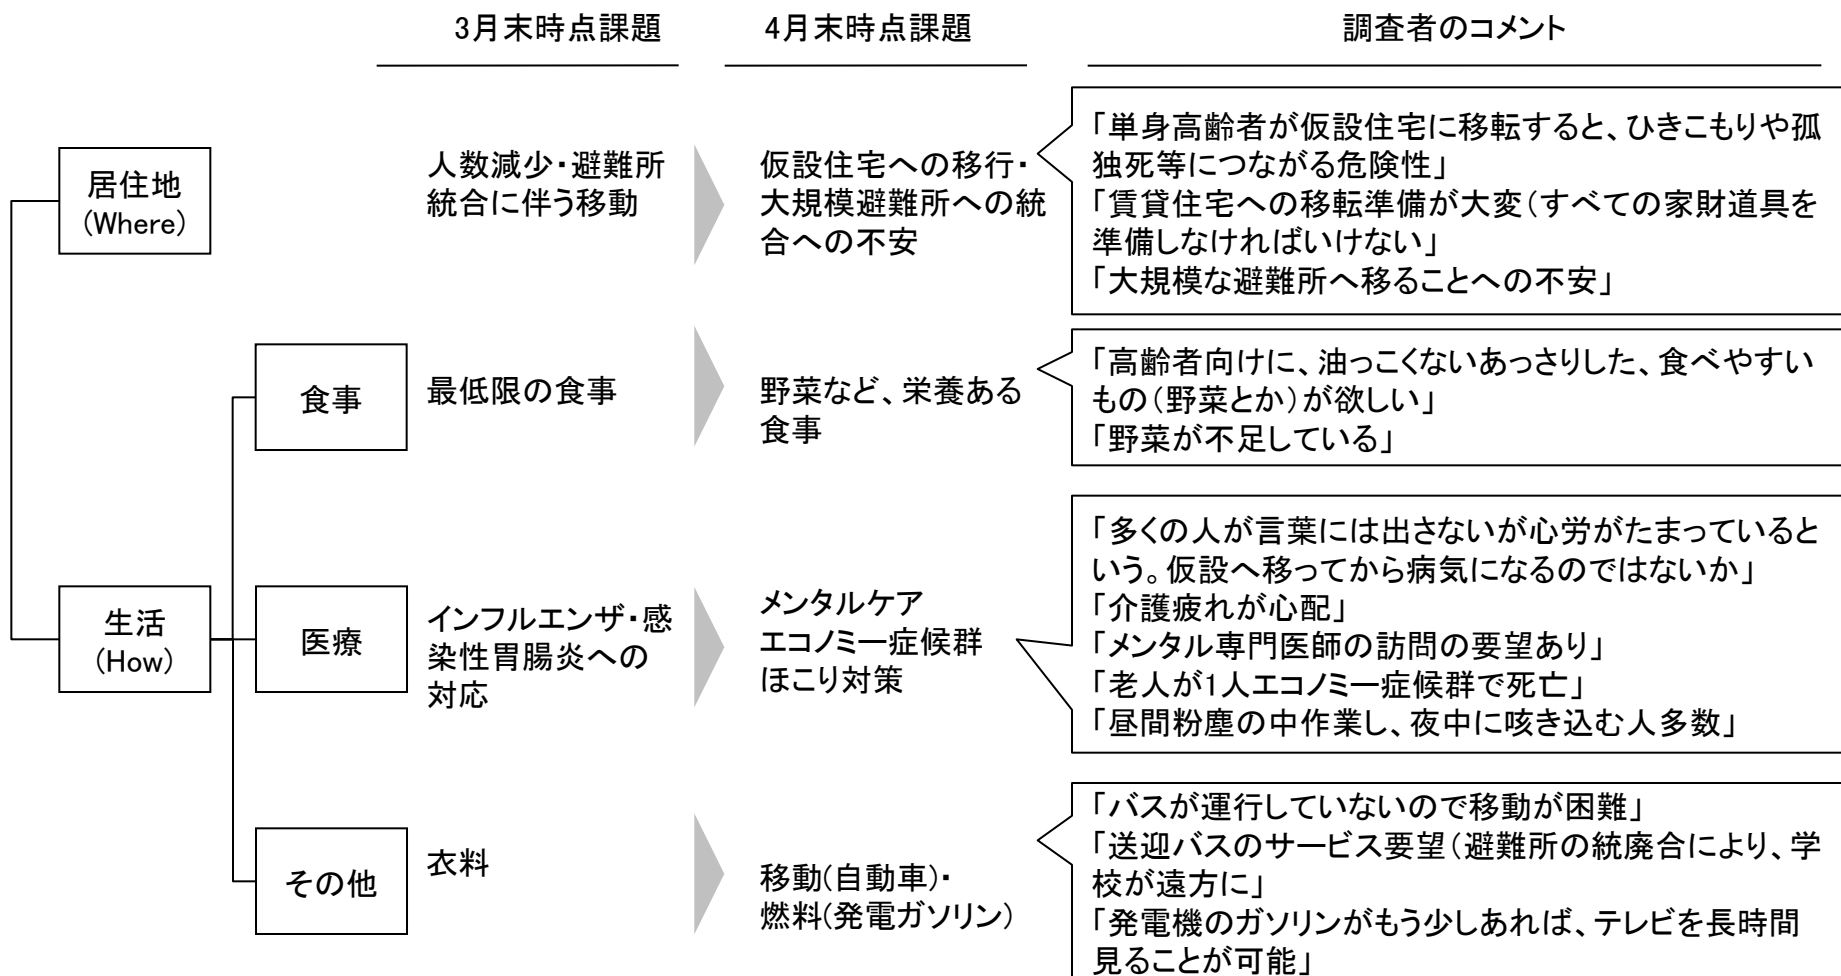 3月末時点課題
4月末時点課題
調査者のコメント
居住地
(Where)
人数減少・避難所
統合に伴う移動
仮設住宅への移行・
大規模避難所への統
合への不安
「単身高齢者が仮設住宅に移転すると、ひきこもりや孤
独死等につながる危険性」
「賃貸住宅への移転準備が大変(すべての家財道具を
準備しなければいけない」
「大規模な避難所へ移ることへの不安」
食事
最低限の食事
野菜など、栄養ある
食事
「高齢者向けに、油っこくないあっさりした、食べやすい
もの(野菜とか)が欲しい」
「野菜が不足している」
生活
(How)
医療
インフルエンザ・感
染性胃腸炎への
対応
メンタルケア
エコノミー症候群
ほこり対策
「多くの人が言葉には出さないが心労がたまっていると
いう。仮設へ移ってから病気になるのではないか」
「介護疲れが心配」
「メンタル専門医師の訪問の要望あり」
「老人が1人エコノミー症候群で死亡」
「昼間粉塵の中作業し、夜中に咳き込む人多数」
その他
衣料
移動(自動車)・
燃料(発電ガソリン)
「バスが運行していないので移動が困難」
「送迎バスのサービス要望(避難所の統廃合により、学
校が遠方に」
「発電機のガソリンがもう少しあれば、テレビを長時間
見ることが可能」